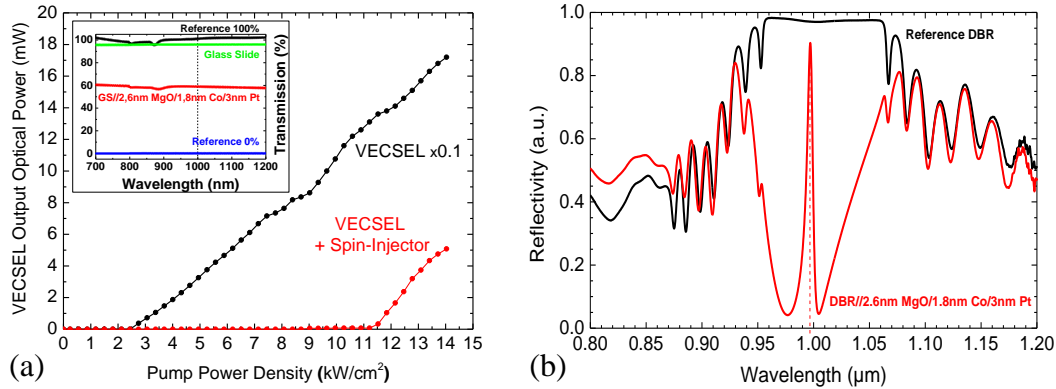 Reference 100%
100
80
60
40
20
0
Glass Slide
GS//2,6nm MgO/1,8nm Co/3nm Pt
Reference 0%
Transmission (%)
700 800 900 1000 1100 1200
Wavelength (nm)
VECSEL Output Optical Power (mW)
18
16
14
12
10
8
6
4
2
0
VECSEL x0.1
VECSEL
+ Spin-Injector
0 1 2 3 4 5 6 7 8 9 10 11 12 13 14 15
Pump Power Density (kW/cm²)
(a)
Reflectivity (a.u.)
1.0
0.8
0.6
0.4
0.2
0.0
Reference DBR
DBR//2.6nm MgO/1.8nm Co/3nm Pt
0.80 0.85 0.90 0.95 1.00 1.05 1.10 1.15 1.20
Wavelength (µm)
(b)